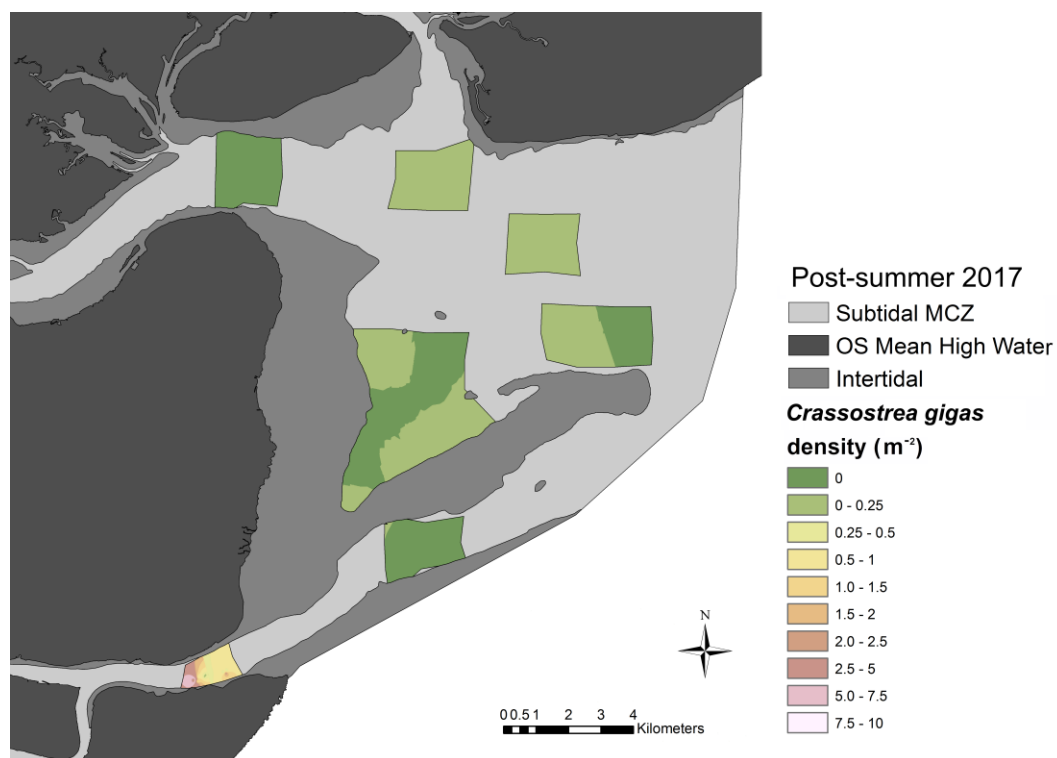 Post-summer 2017
Subtidal MCZ
OS Mean High Water
Intertidal
Crassostrea gigas
density (m⁻²)
0
0 - 0.25
0.25 - 0.5
0.5 - 1
1.0 - 1.5
1.5 - 2
2.0 - 2.5
2.5 - 5
5.0 - 7.5
7.5 - 10
N
0 0.5 1 2 3 4
Kilometers